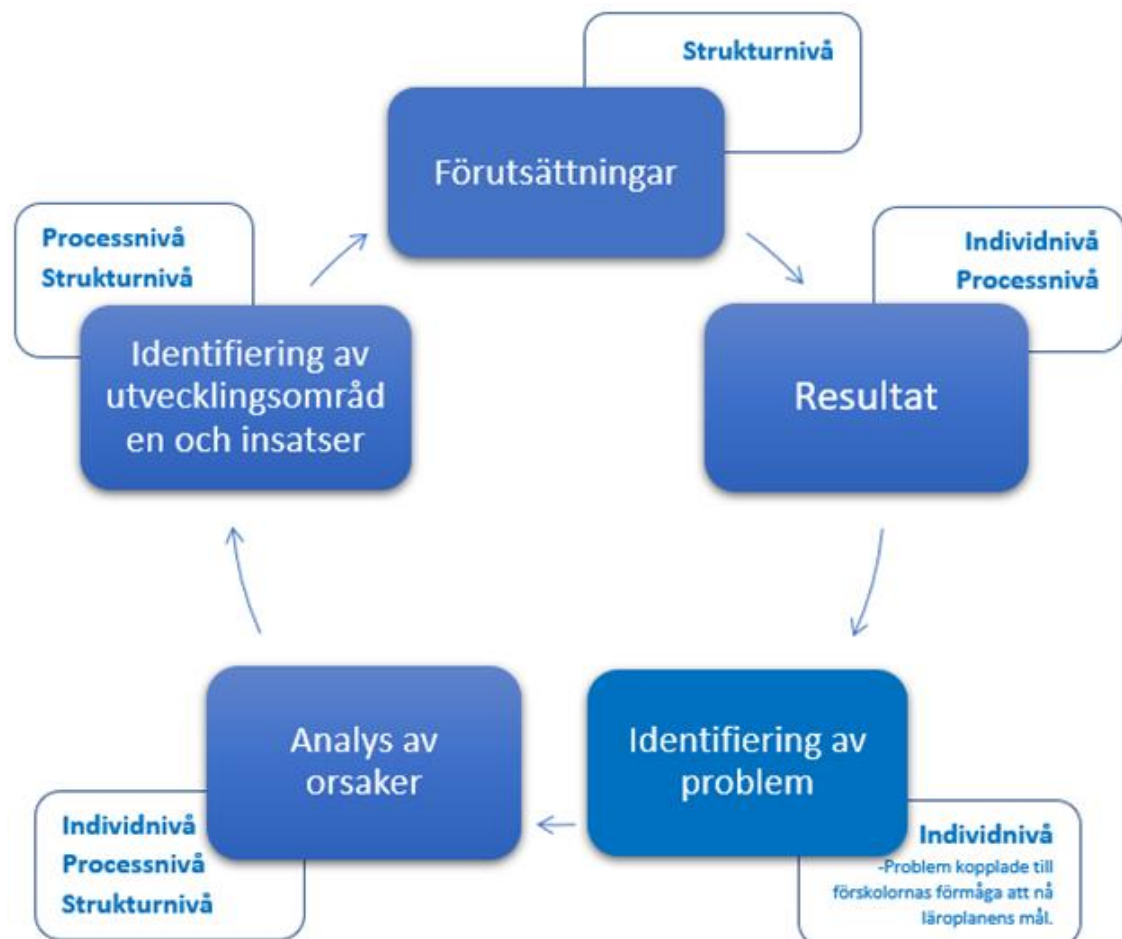 Strukturnivå
Förutsättningar
Individnivå
Processnivå
Resultat
Identifiering av
problem
Individnivå
-Problem kopplade till
förskolornas förmåga att nå
läroplanens mål.
Analys av
orsaker
Individnivå
Processnivå
Strukturnivå
Processnivå
Strukturnivå
Identifiering av
utvecklingsområd
en och insatser